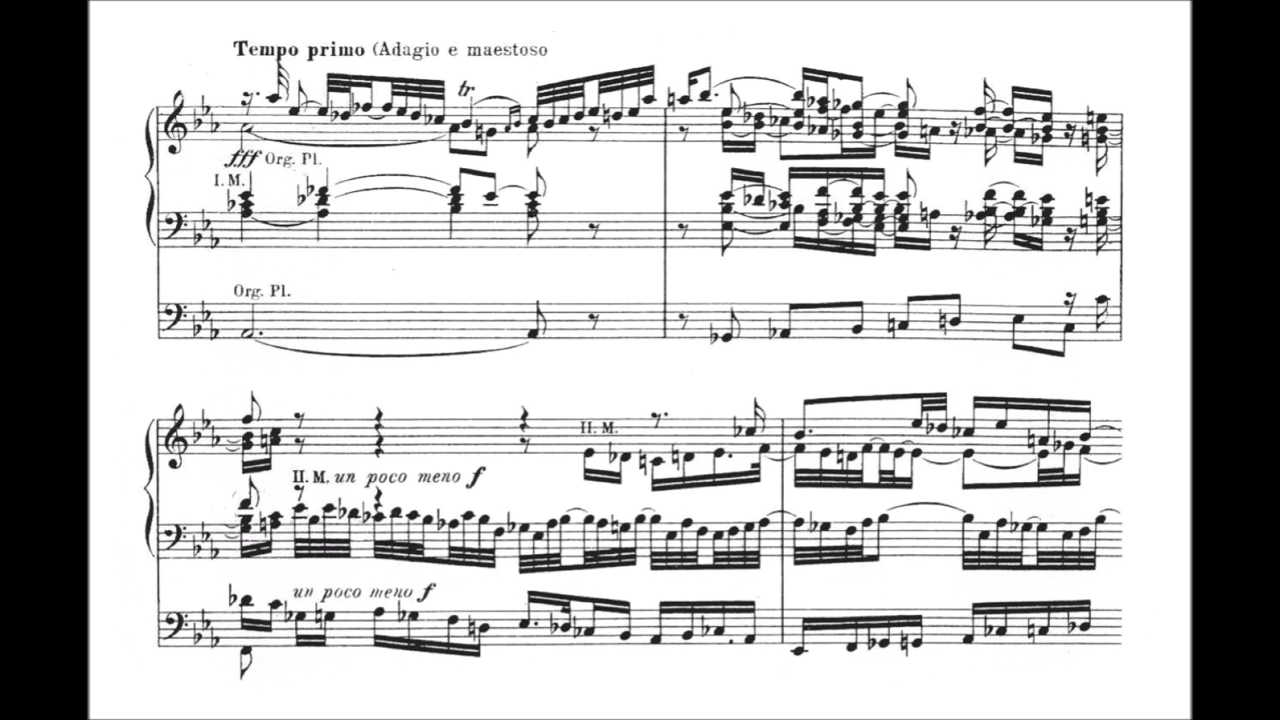 Tempo primo (Adagio e maestoso
tr
fff Org. Pl.
I. M.
Org. Pl.
II. M.
II. M. un poco meno f
un poco meno f